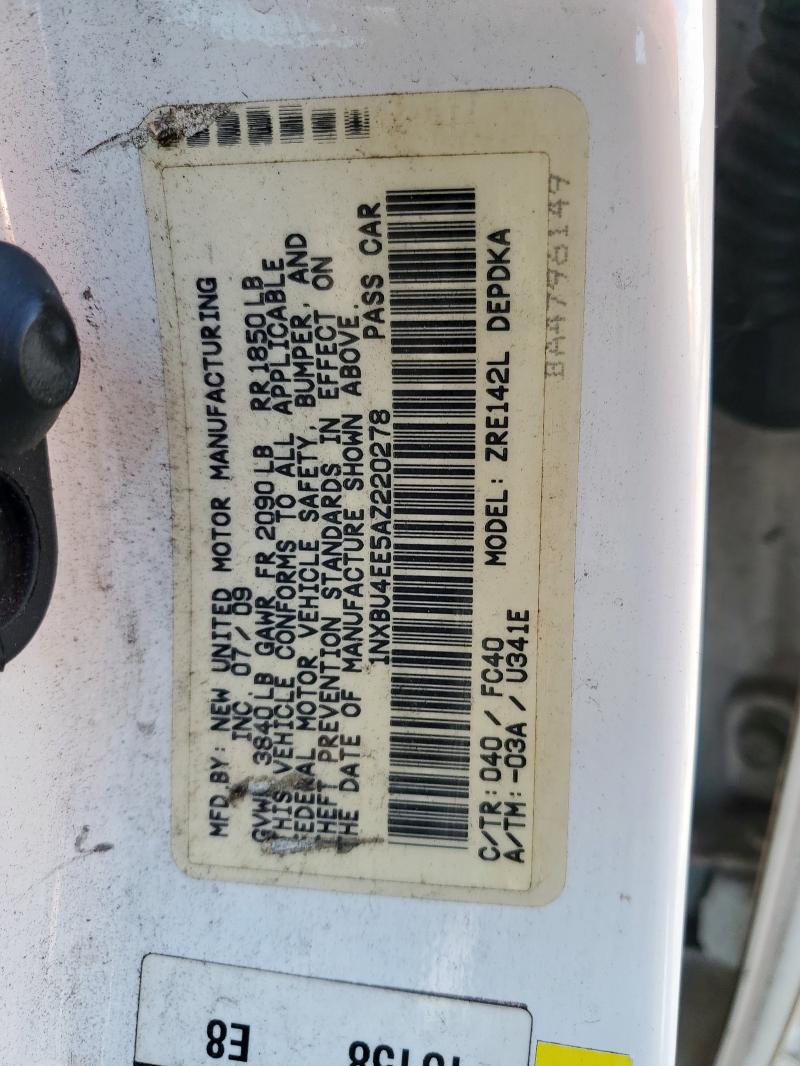 MFD.BY: NEW UNITED MOTOR MANUFACTURING
INC. 07/09
GVWR 3840LB GAWR FR 2090LB RR1850LB
THIS VEHICLE CONFORMS TO ALL APPLICABLE
FEDERAL MOTOR VEHICLE SAFETY, BUMPER, AND
THEFT PREVENTION STANDARDS IN EFFECT ON
THE DATE OF MANUFACTURE SHOWN ABOVE.
1NXBU4EE5AZ220278 PASS CAR
C/TR:040/FC40 MODEL: ZRE142L DEPDKA
A/TM:-03A/U341E
BA4796149
E8